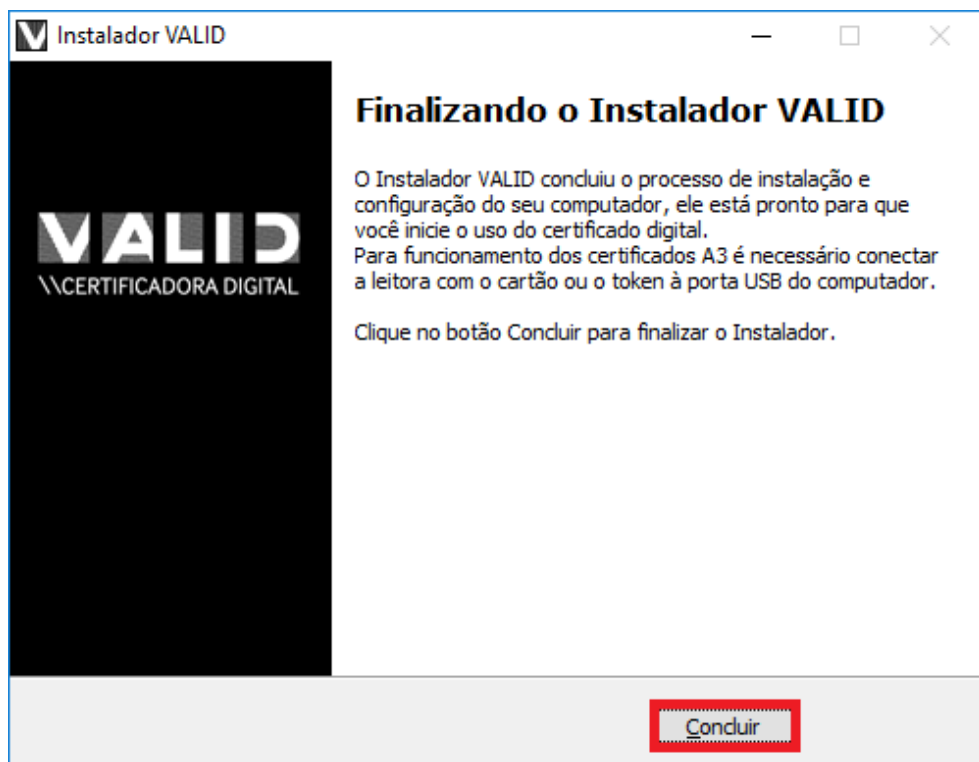 Instalador VALID
Finalizando o Instalador VALID
O Instalador VALID concluiu o processo de instalação e
configuração do seu computador, ele está pronto para que
você inicie o uso do certificado digital.
Para funcionamento dos certificados A3 é necessário conectar
a leitora com o cartão ou o token à porta USB do computador.
Clique no botão Concluir para finalizar o Instalador.
VALID
\\CERTIFICADORA DIGITAL
Concluir